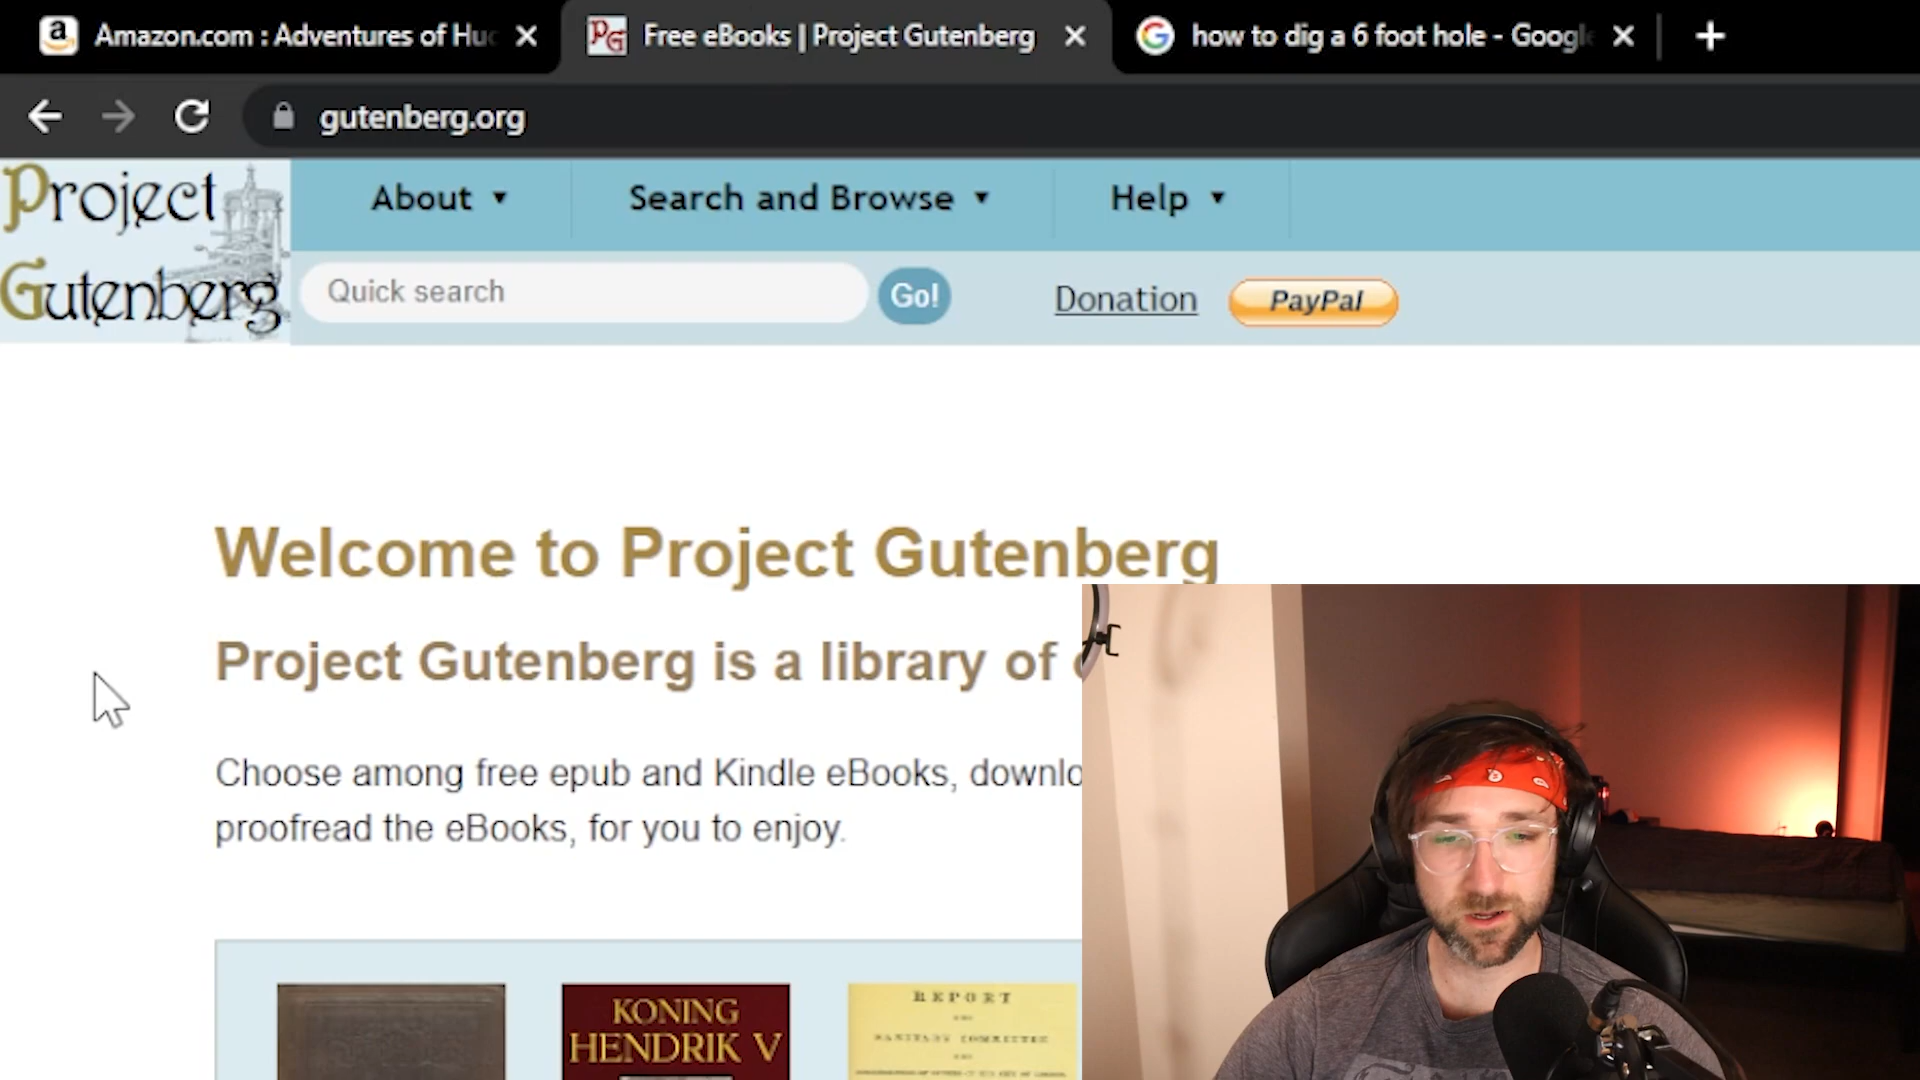 Amazon.com : Adventures of Huc
Free eBooks | Project Gutenberg
how to dig a 6 foot hole - Googl
gutenberg.org
Project
Gutenberg
About
Search and Browse
Help
Quick search
Go!
Donation
PayPal
Welcome to Project Gutenberg
Project Gutenberg is a library of
Choose among free epub and Kindle eBooks, downlo
proofread the eBooks, for you to enjoy.
KONING
HENDRIK V
REPORT
SANITARY COMMITTEE